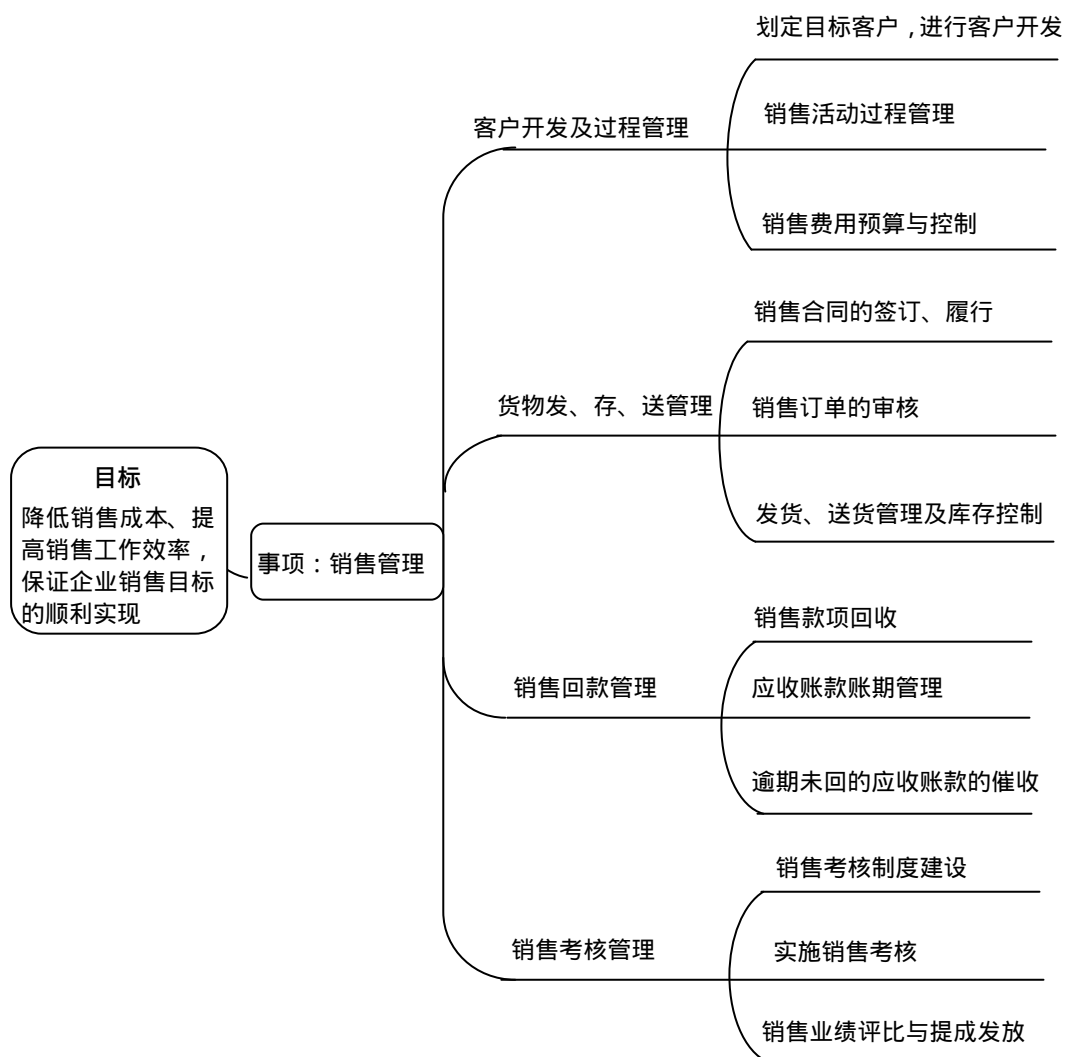 目标
降低销售成本、提
高销售工作效率，
保证企业销售目标
的顺利实现
事项：销售管理
客户开发及过程管理
划定目标客户,进行客户开发
销售活动过程管理
销售费用预算与控制
货物发、存、送管理
销售合同的签订、履行
销售订单的审核
发货、送货管理及库存控制
销售回款管理
销售款项回收
应收账款账期管理
逾期未回的应收账款的催收
销售考核管理
销售考核制度建设
实施销售考核
销售业绩评比与提成发放